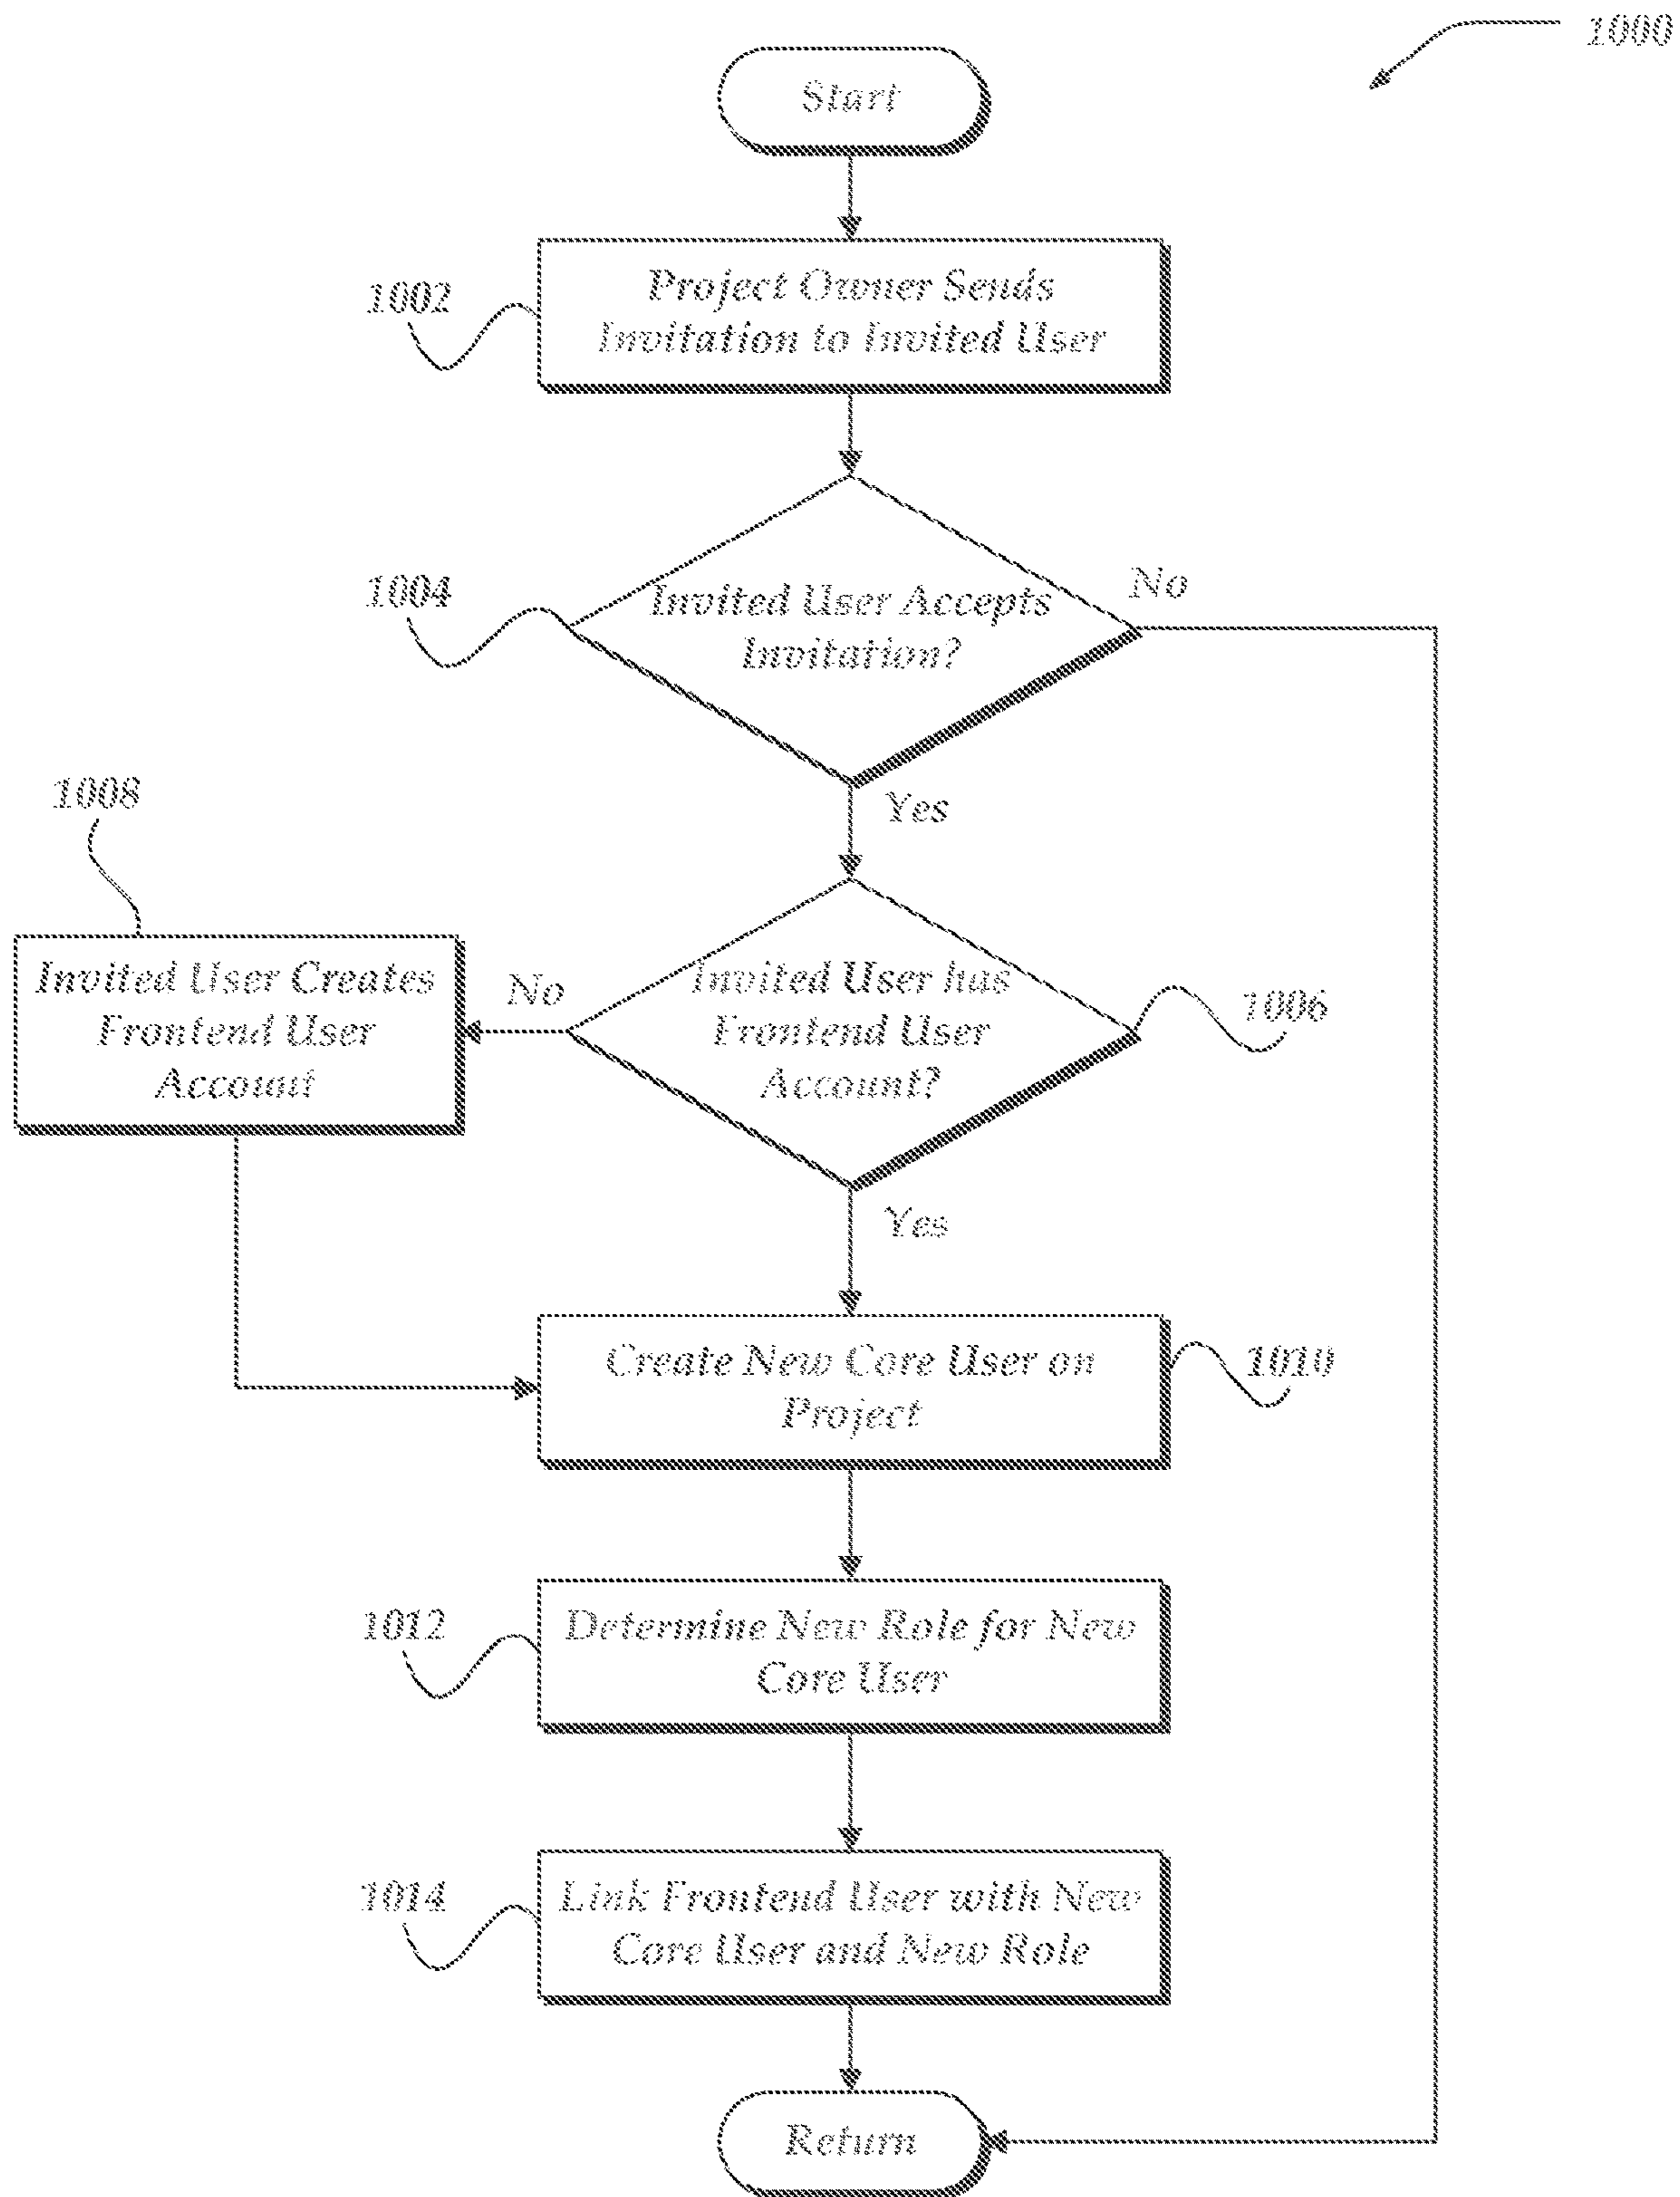 1000
Start
1002
Project Owner Sends
Invitation to Invited User
1004
Invited User Accepts
Invitation?
No
Yes
1008
Invited User Creates
Frontend User
Account
No
Invited User has
Frontend User
Account?
1006
Yes
Create New Core User on
Project
1010
1012
Determine New Role for New
Core User
1014
Link Frontend User with New
Core User and New Role
Return